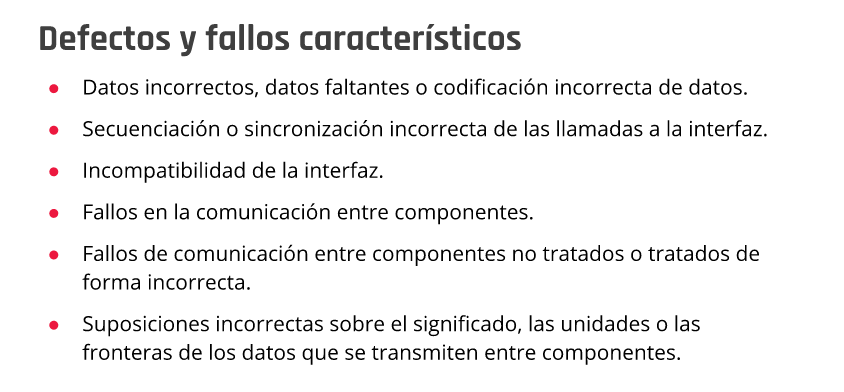 Defectos y fallos característicos
● Datos incorrectos, datos faltantes o codificación incorrecta de datos.
● Secuenciación o sincronización incorrecta de las llamadas a la interfaz.
● Incompatibilidad de la interfaz.
● Fallos en la comunicación entre componentes.
● Fallos de comunicación entre componentes no tratados o tratados de
forma incorrecta.
● Suposiciones incorrectas sobre el significado, las unidades o las
fronteras de los datos que se transmiten entre componentes.